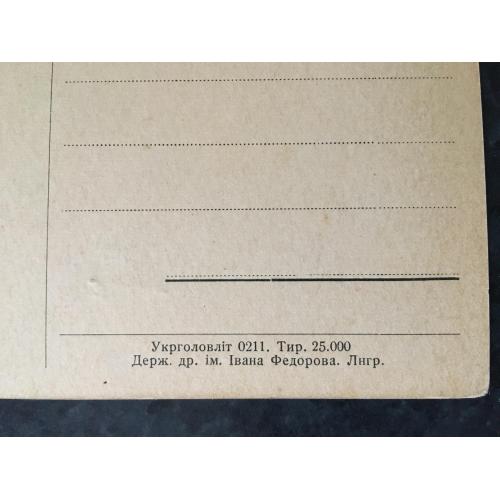 Укрголовліт 0211. Тир. 25.000
Держ. др. ім. Івана Федорова. Лнгр.